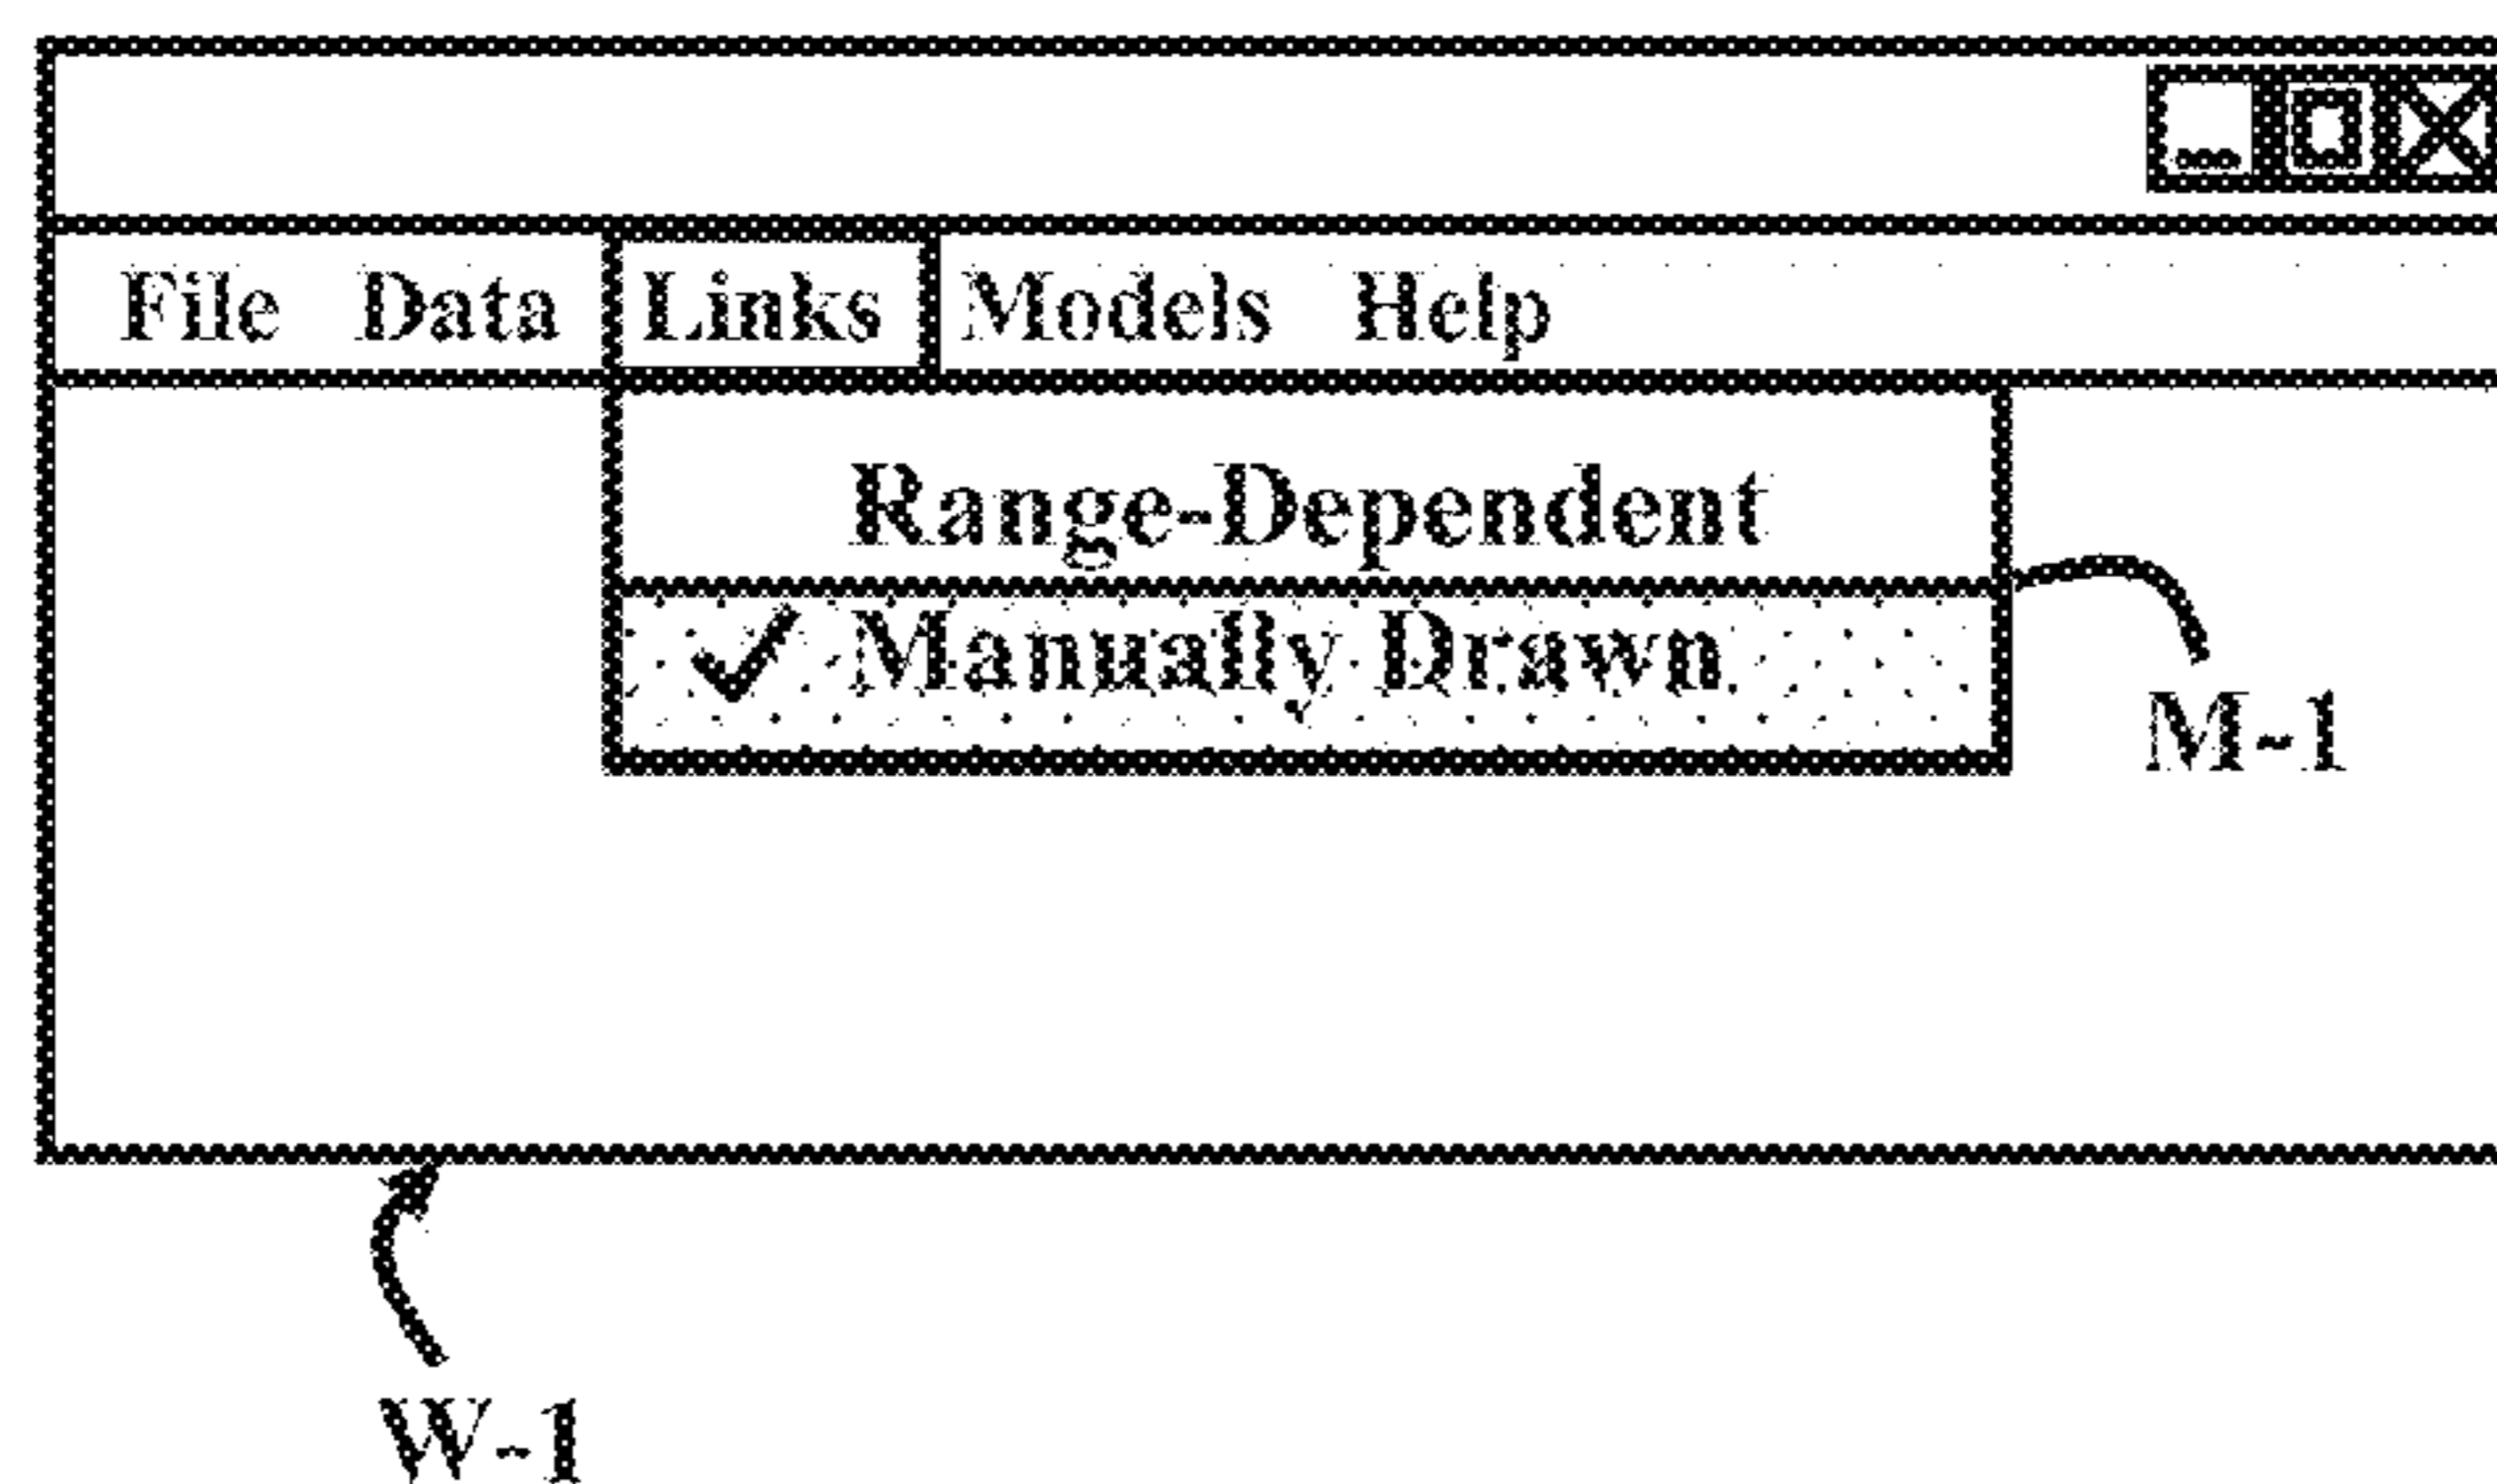 File Data Links Models Help
Range-Dependent
✓ Manually Drawn
M-1
W-1